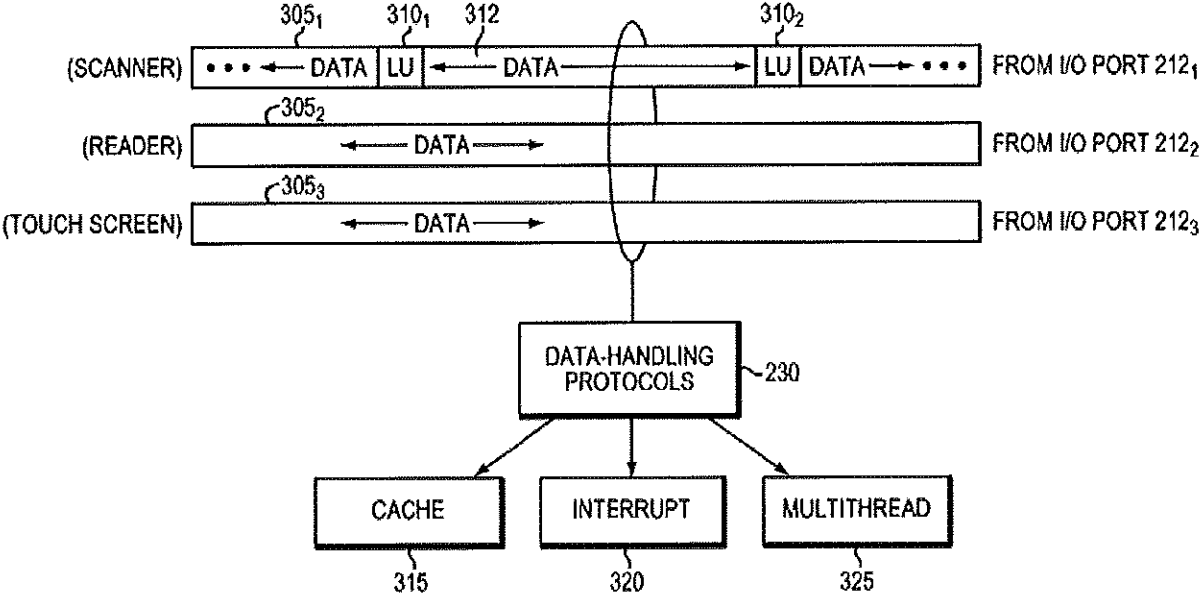 305₁ 310₁ 312 310₂
(SCANNER) ••• DATA LU DATA LU DATA ••• FROM I/O PORT 212₁
305₂
(READER) DATA FROM I/O PORT 212₂
305₃
(TOUCH SCREEN) DATA FROM I/O PORT 212₃
DATA-HANDLING
PROTOCOLS
230
CACHE INTERRUPT MULTITHREAD
315 320 325